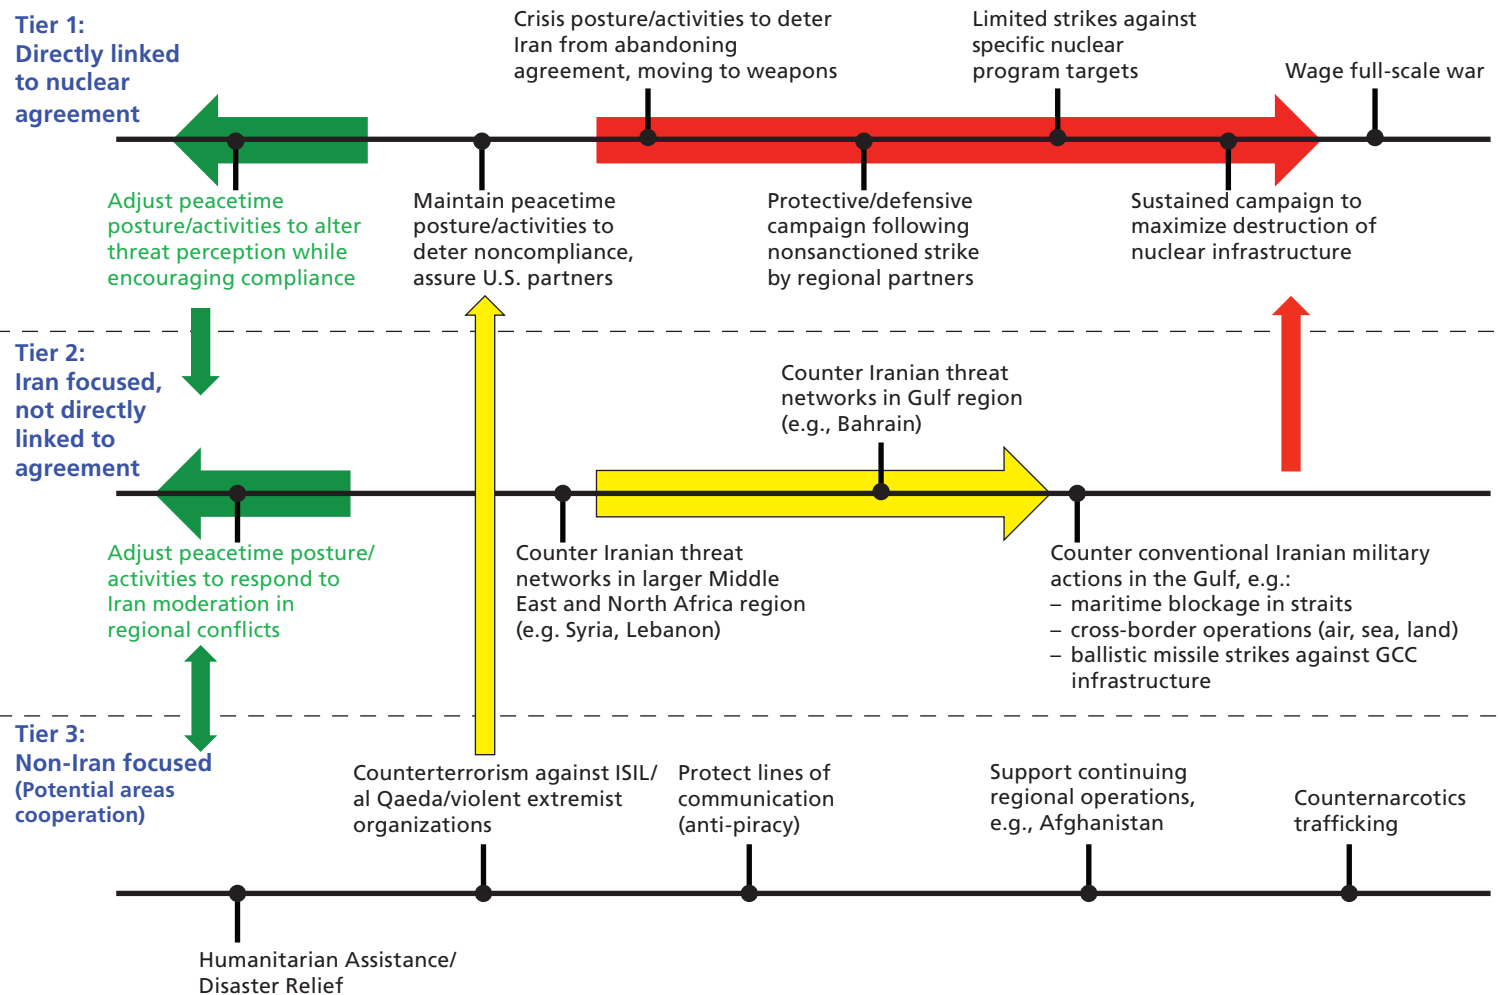 Tier 1:
Directly linked
to nuclear
agreement
Crisis posture/activities to deter
Iran from abandoning
agreement, moving to weapons
Limited strikes against
specific nuclear
program targets
Wage full-scale war
Adjust peacetime
posture/activities to alter
threat perception while
encouraging compliance
Maintain peacetime
posture/activities to
deter noncompliance,
assure U.S. partners
Protective/defensive
campaign following
nonsanctioned strike
by regional partners
Sustained campaign to
maximize destruction of
nuclear infrastructure
Tier 2:
Iran focused,
not directly
linked to
agreement
Counter Iranian threat
networks in Gulf region
(e.g., Bahrain)
Adjust peacetime posture/
activities to respond to
Iran moderation in
regional conflicts
Counter Iranian threat
networks in larger Middle
East and North Africa region
(e.g. Syria, Lebanon)
Counter conventional Iranian military
actions in the Gulf, e.g.:
– maritime blockage in straits
– cross-border operations (air, sea, land)
– ballistic missile strikes against GCC
infrastructure
Tier 3:
Non-Iran focused
(Potential areas
cooperation)
Counterterrorism against ISIL/
al Qaeda/violent extremist
organizations
Protect lines of
communication
(anti-piracy)
Support continuing
regional operations,
e.g., Afghanistan
Counternarcotics
trafficking
Humanitarian Assistance/
Disaster Relief